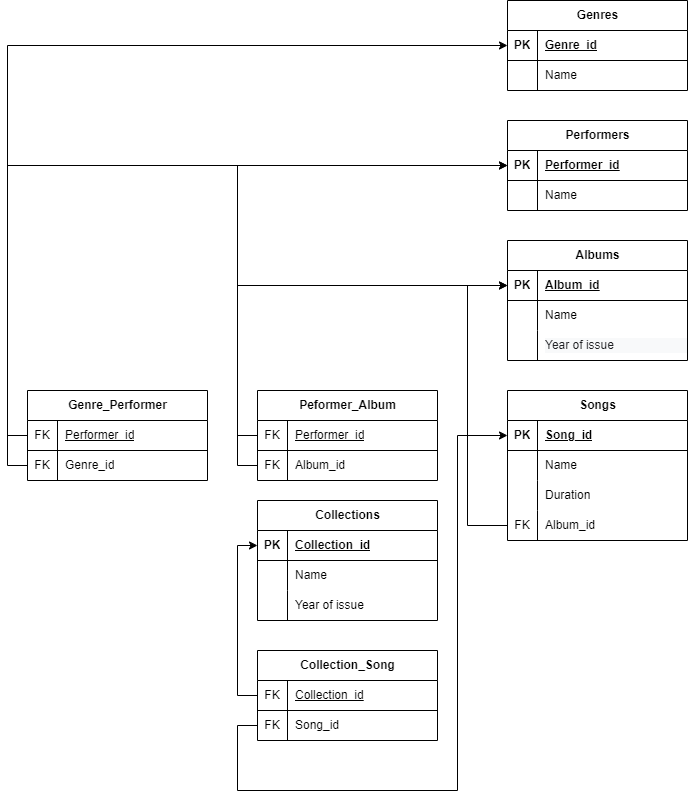 Genres
PK Genre_id
Name
Performers
PK Performer_id
Name
Albums
PK Album_id
Name
Year of issue
Genre_Performer
FK Performer_id
FK Genre_id
Peformer_Album
FK Performer_id
FK Album_id
Songs
PK Song_id
Name
Duration
FK Album_id
Collections
PK Collection_id
Name
Year of issue
Collection_Song
FK Collection_id
FK Song_id